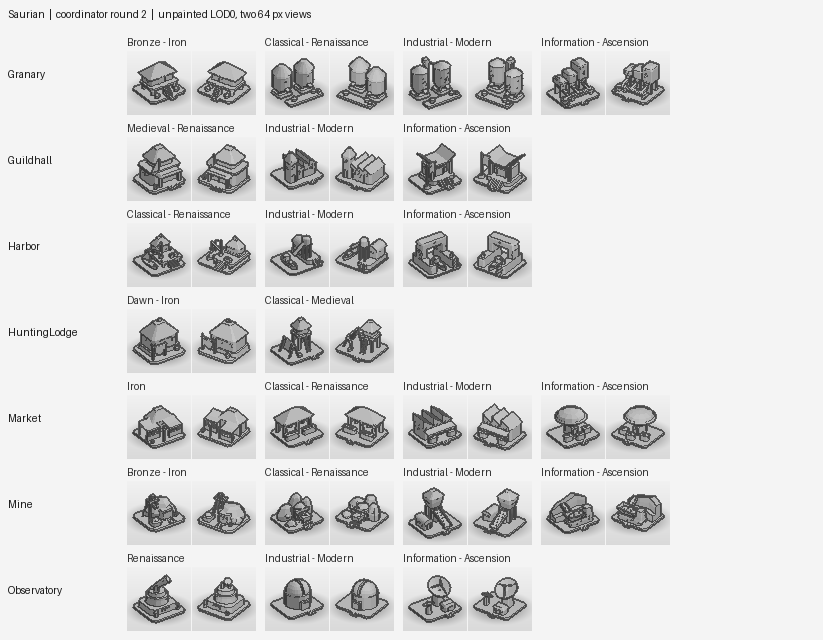 Saurian | coordinator round 2 | unpainted LOD0, two 64 px views
Bronze - Iron Classical - Renaissance Industrial - Modern Information - Ascension
Granary
Medieval - Renaissance Industrial - Modern Information - Ascension
Guildhall
Classical - Renaissance Industrial - Modern Information - Ascension
Harbor
Dawn - Iron Classical - Medieval
HuntingLodge
Iron Classical - Renaissance Industrial - Modern Information - Ascension
Market
Bronze - Iron Classical - Renaissance Industrial - Modern Information - Ascension
Mine
Renaissance Industrial - Modern Information - Ascension
Observatory